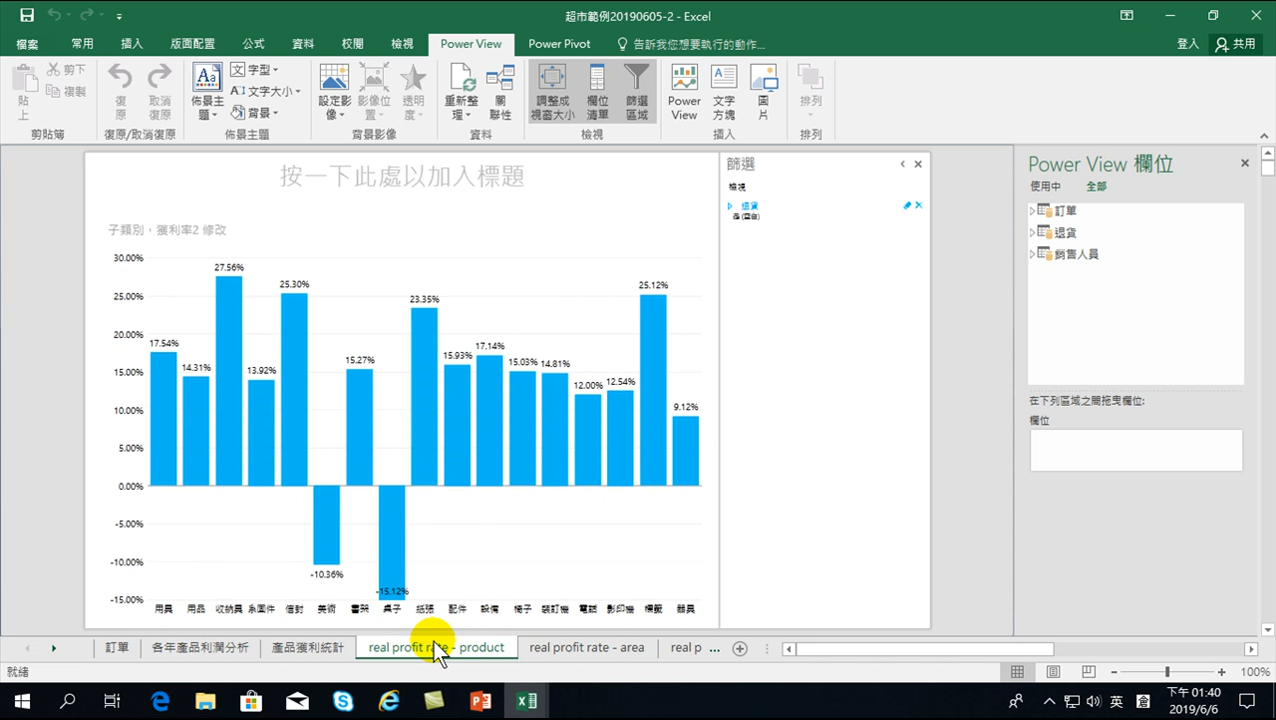 超市範例20190605-2 - Excel
檔案 常用 插入 版面配置 公式 資料 校閱 檢視 Power View Power Pivot 告訴我您想要執行的動作... 登入 共用
貼上 剪下 複製
復原 取消復原
佈景主題 文字型 文字大小 背景
設定影像 影像位置 透明度
重新整理 關聯性
調整成視窗大小 欄位清單 篩選區域
Power View 文字方塊 圖片
排列
剪貼簿 復原/取消復原 佈景主題 背景影像 資料 檢視 插入 排列
按一下此處以加入標題
子類別，獲利率2 修改
30.00%
25.00%
20.00%
15.00%
10.00%
5.00%
0.00%
-5.00%
-10.00%
-15.00%
17.54% 14.31% 27.56% 13.92% 25.30% -10.36% 15.27% -15.12% 23.35% 15.93% 17.14% 15.03% 14.81% 12.00% 12.54% 25.12% 9.12%
用具 用品 收納具 系固件 信封 美術 書架 桌子 紙張 配件 設備 椅子 裝訂機 電話 影印機 標籤 器具
篩選
檢視
退貨
為 (空白)
Power View 欄位
使用中 全部
訂單
退貨
銷售人員
在下列區域之間拖曳欄位:
欄位
訂單 各年產品利潤分析 產品獲利統計 real profit rate - product real profit rate - area real p ...
就緒 100%
英 下午 01:40
2019/6/6